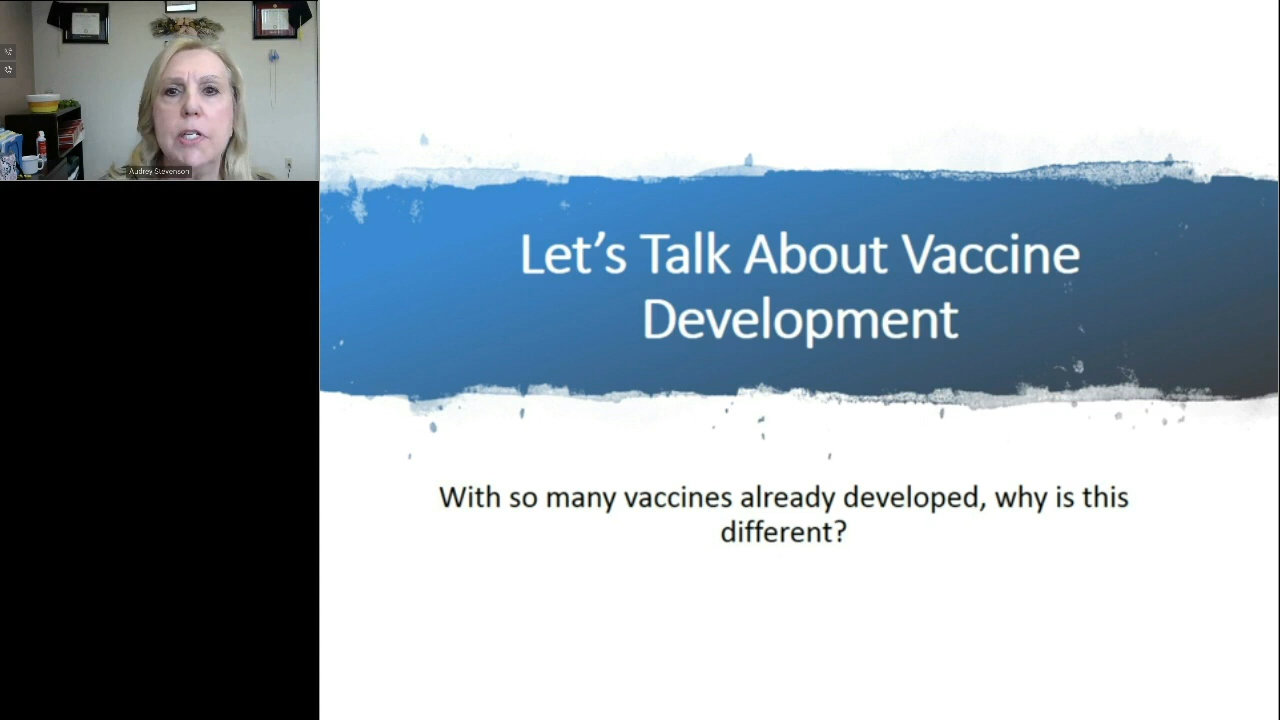 Audrey Stevenson
Let’s Talk About Vaccine
Development
With so many vaccines already developed, why is this
different?